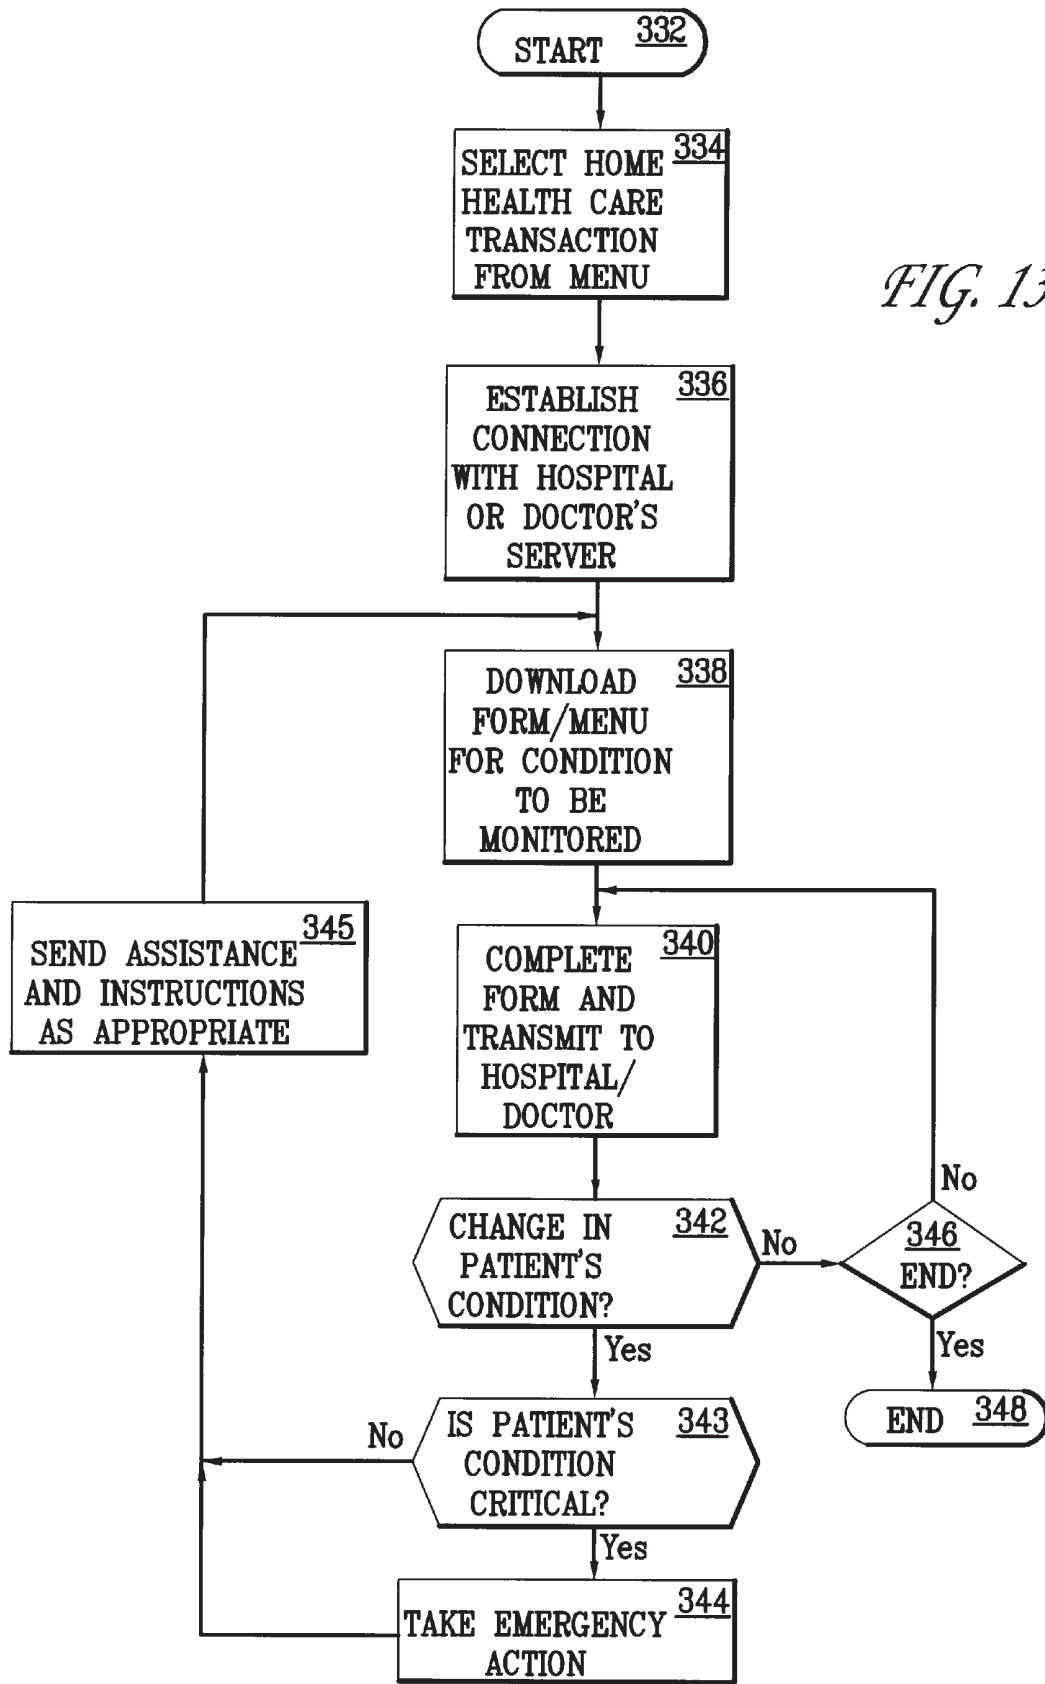 START 332
334
SELECT HOME
HEALTH CARE
TRANSACTION
FROM MENU
FIG. 13
336
ESTABLISH
CONNECTION
WITH HOSPITAL
OR DOCTOR'S
SERVER
338
DOWNLOAD
FORM/MENU
FOR CONDITION
TO BE
MONITORED
345
SEND ASSISTANCE
AND INSTRUCTIONS
AS APPROPRIATE
340
COMPLETE
FORM AND
TRANSMIT TO
HOSPITAL/
DOCTOR
342
CHANGE IN
PATIENT'S
CONDITION?
No
No
346
END?
Yes
Yes
END 348
343
IS PATIENT'S
CONDITION
CRITICAL?
No
Yes
344
TAKE EMERGENCY
ACTION